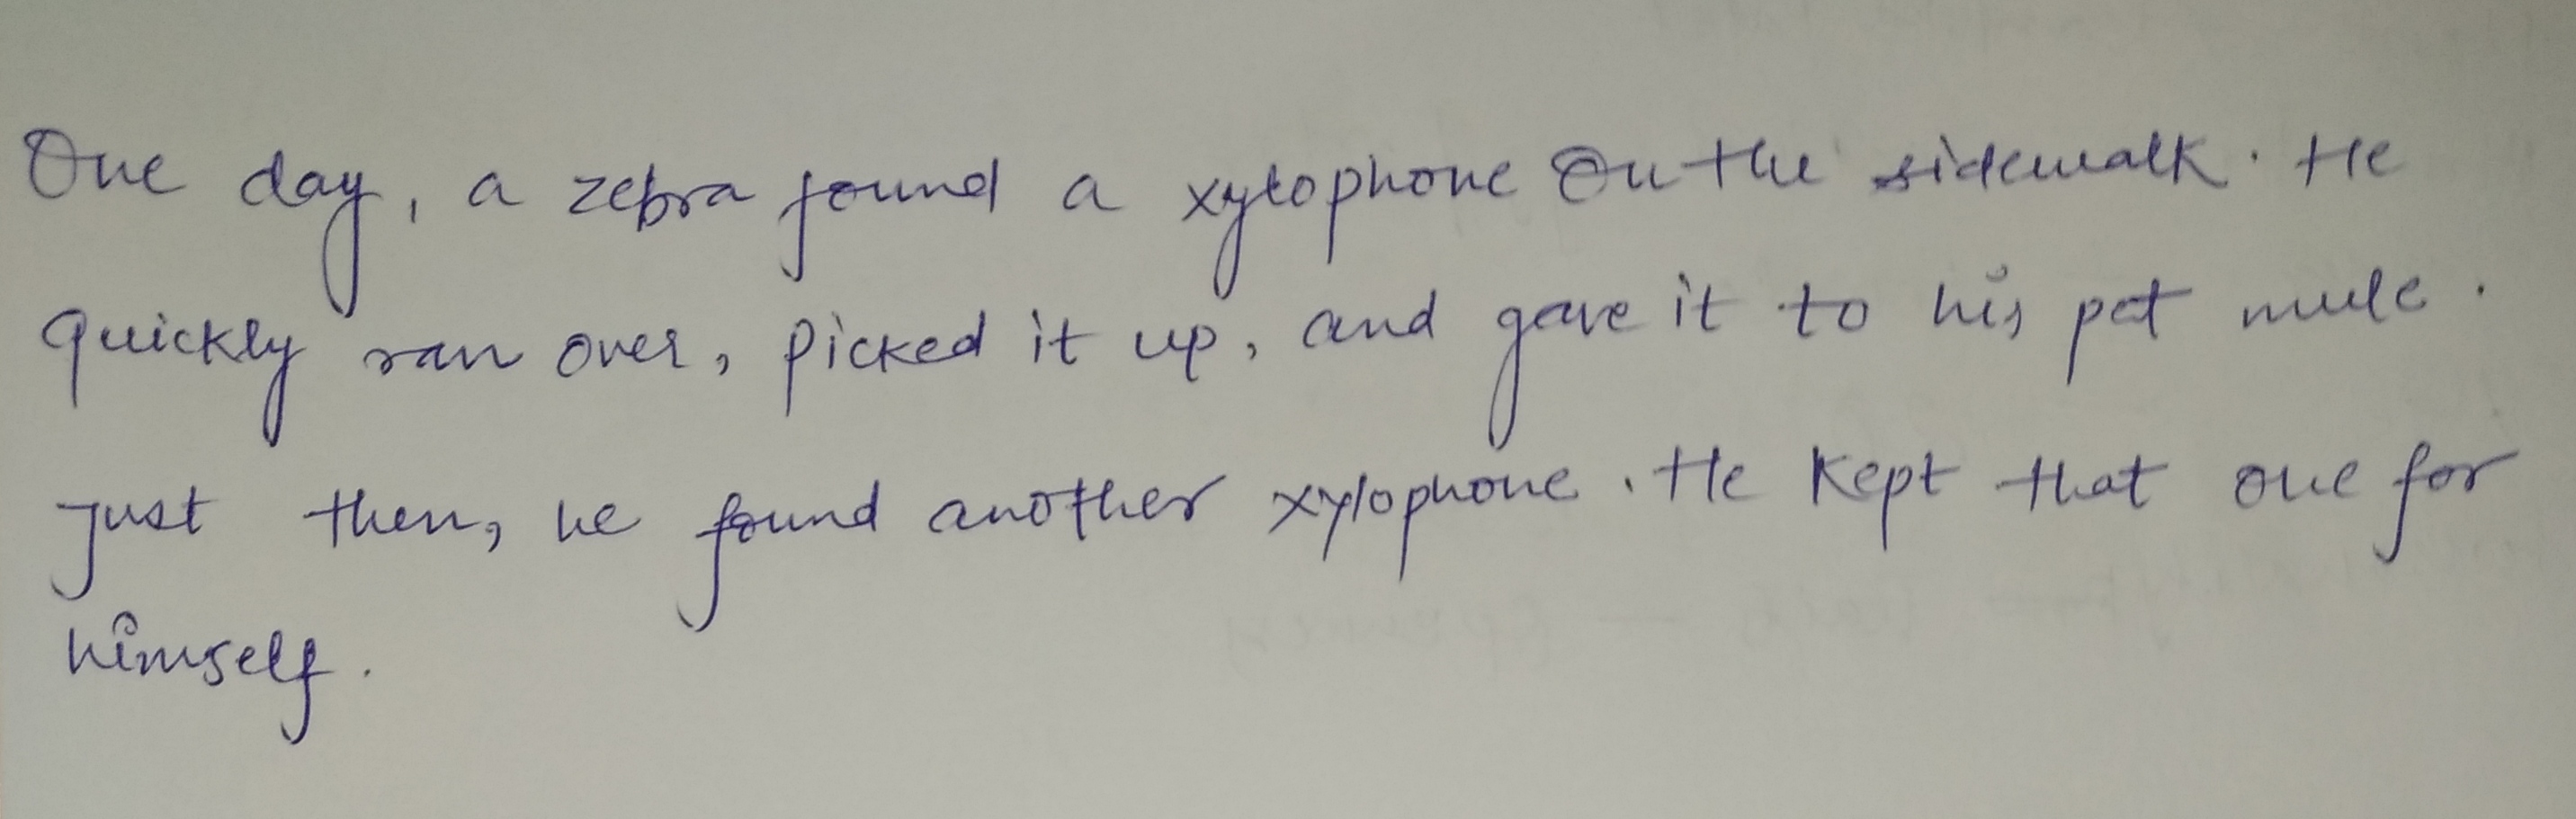 One day, a zebra found a xylophone on the sidewalk. He
quickly ran over, picked it up, and gave it to his pet mule.
Just then, he found another xylophone. He kept that one for
himself.